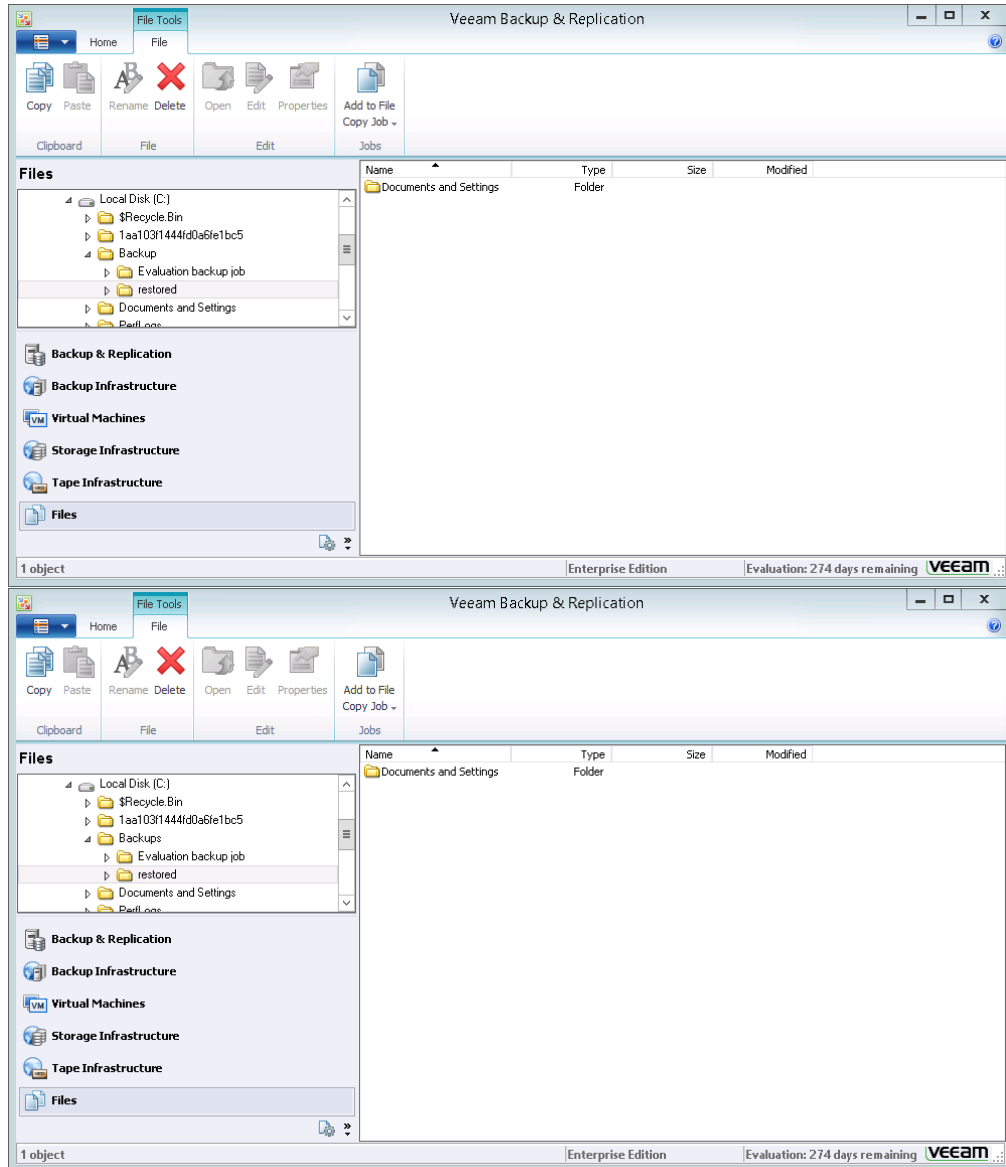 File Tools
Veeam Backup & Replication
Home File
Copy Paste Rename Delete Open Edit Properties Add to File Copy Job
Clipboard File Edit Jobs
Files
Name Type Size Modified
Documents and Settings Folder
Local Disk (C:)
$Recycle.Bin
1aa103f1444fd0a6fe1bc5
Backup
Evaluation backup job
restored
Documents and Settings
PerfLogs
Backup & Replication
Backup Infrastructure
VM Virtual Machines
Storage Infrastructure
Tape Infrastructure
Files
1 object Enterprise Edition Evaluation: 274 days remaining veeam
File Tools
Veeam Backup & Replication
Home File
Copy Paste Rename Delete Open Edit Properties Add to File Copy Job
Clipboard File Edit Jobs
Files
Name Type Size Modified
Documents and Settings Folder
Local Disk (C:)
$Recycle.Bin
1aa103f1444fd0a6fe1bc5
Backups
Evaluation backup job
restored
Documents and Settings
PerfLogs
Backup & Replication
Backup Infrastructure
VM Virtual Machines
Storage Infrastructure
Tape Infrastructure
Files
1 object Enterprise Edition Evaluation: 274 days remaining veeam